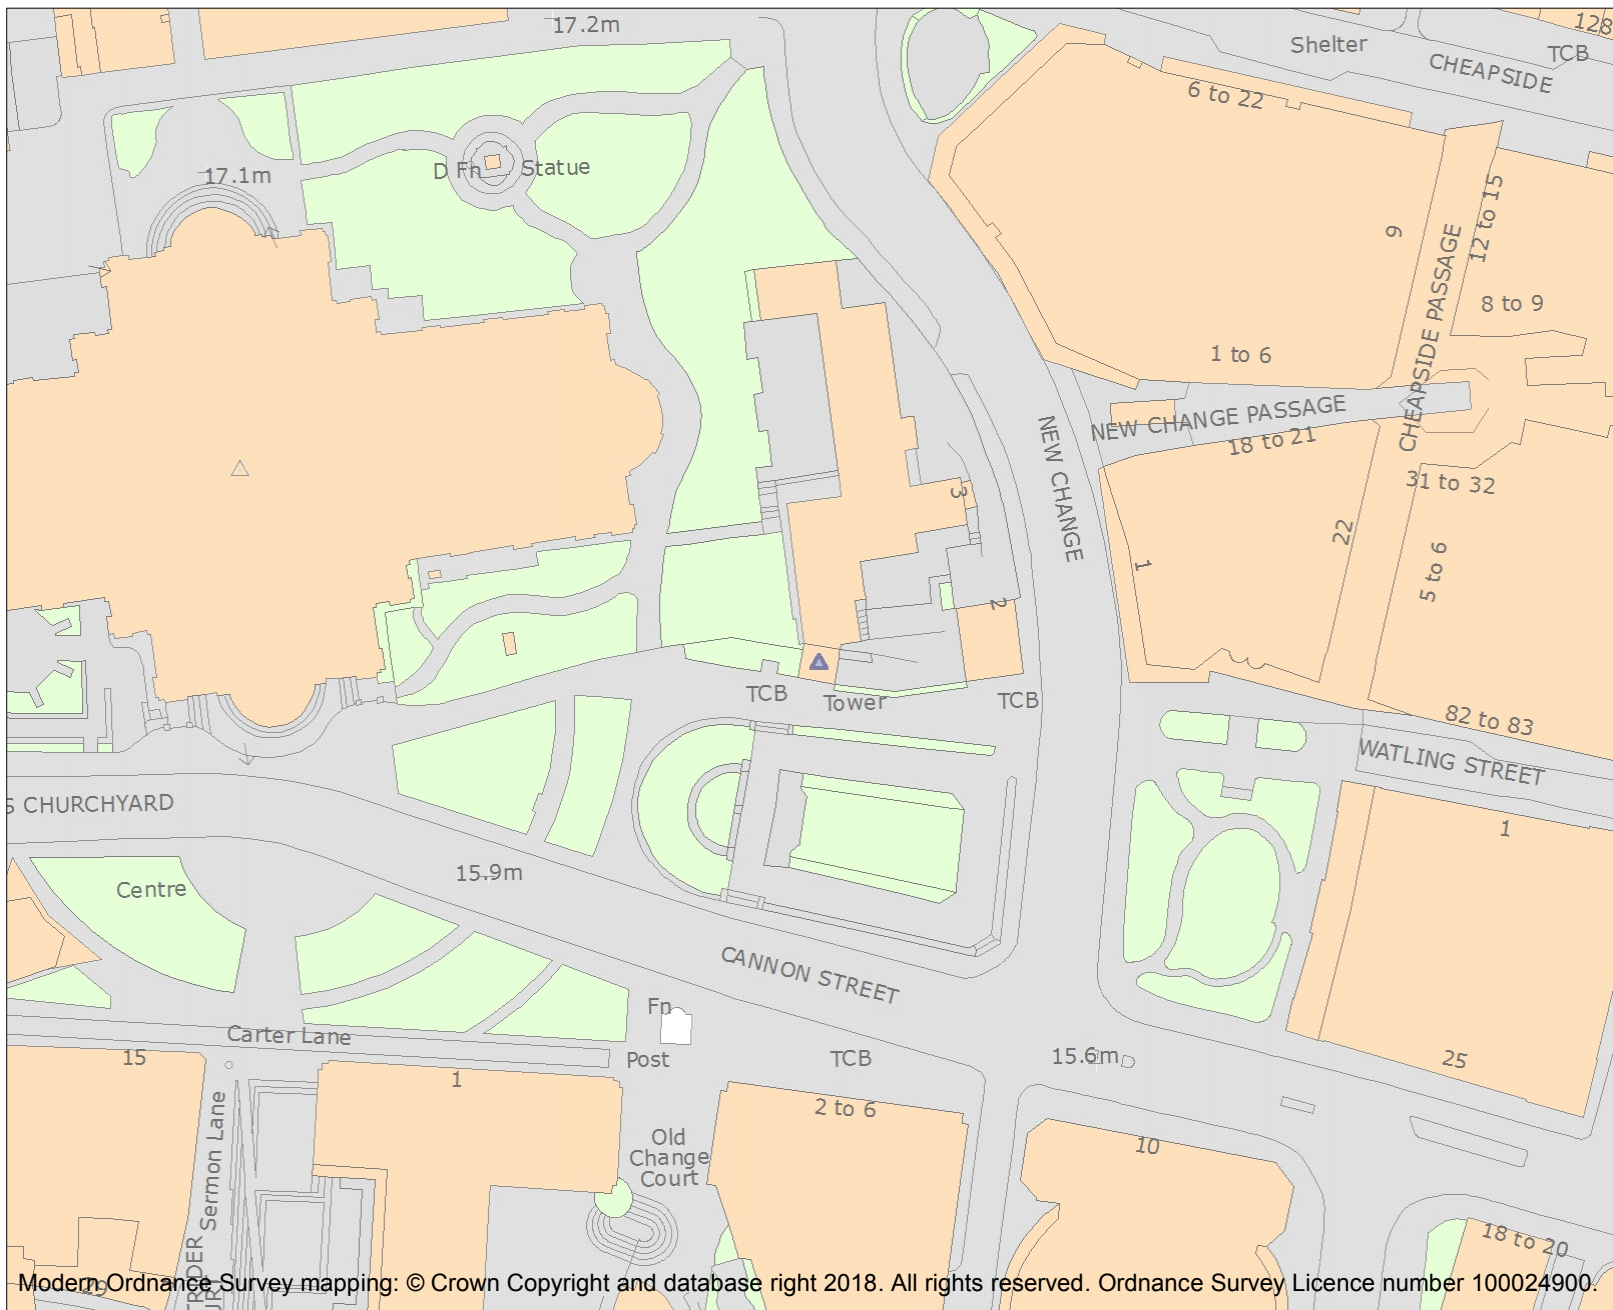 17.2m
128
Shelter
TCB
CHEAPSIDE
6 to 22
D Fn
Statue
17.1m
9
12 to 15
CHEAPSIDE PASSAGE
8 to 9
1 to 6
NEW CHANGE PASSAGE
18 to 21
NEW CHANGE
31 to 32
3
22
1
5 to 6
2
TCB
Tower
TCB
82 to 83
WATLING STREET
S CHURCHYARD
1
15.9m
Centre
CANNON STREET
Fn
Carter Lane
15
Post
TCB
15.6m
25
1
2 to 6
Sermon Lane
Old
Change
Court
10
18 to 20
29
Modern Ordnance Survey mapping: © Crown Copyright and database right 2018. All rights reserved. Ordnance Survey Licence number 100024900.